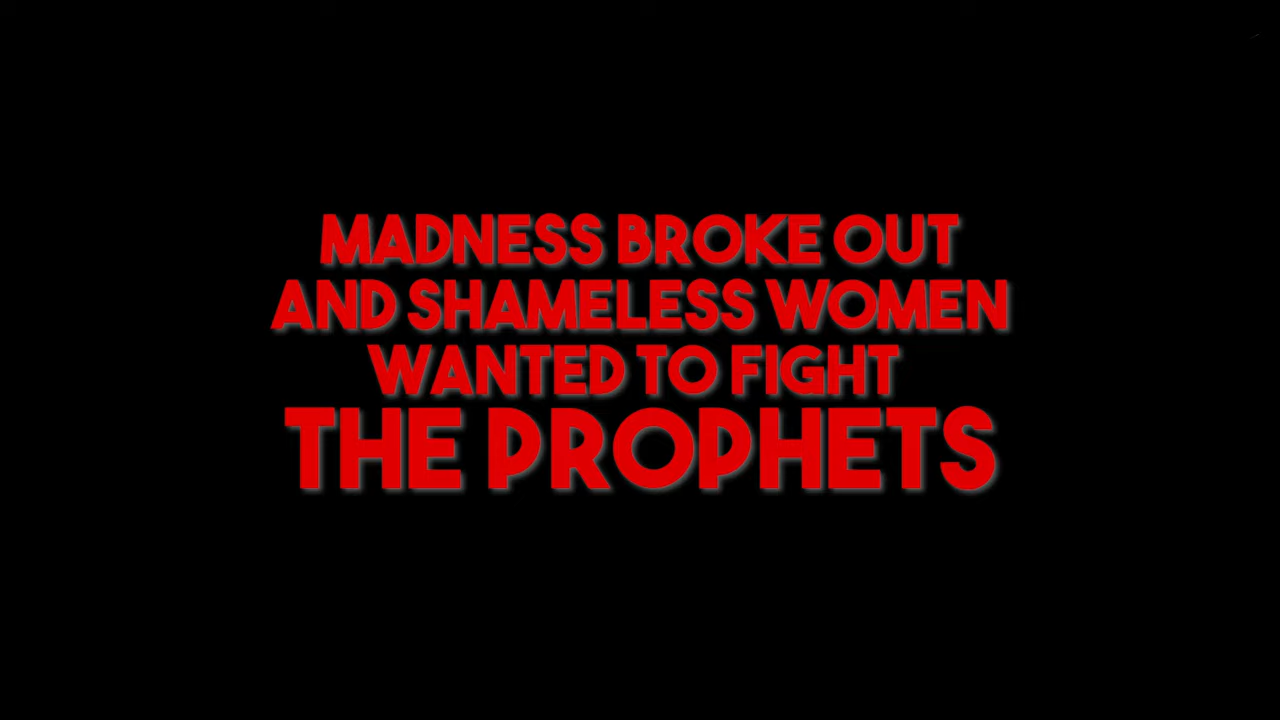 MADNESS BROKE OUT
AND SHAMELESS WOMEN
WANTED TO FIGHT
THE PROPHETS